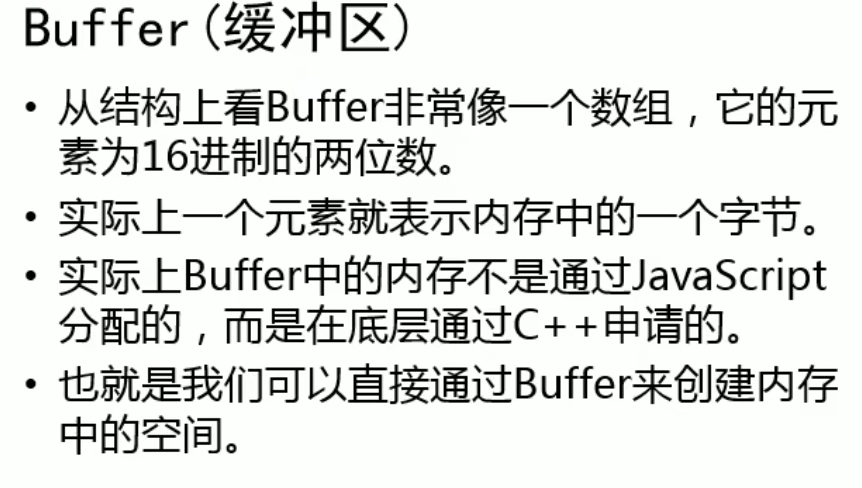 Buffer(缓冲区)
• 从结构上看Buffer非常像一个数组，它的元
素为16进制的两位数。
• 实际上一个元素就表示内存中的一个字节。
• 实际上Buffer中的内存不是通过JavaScript
分配的，而是在底层通过C++申请的。
• 也就是我们可以直接通过Buffer来创建内存
中的空间。